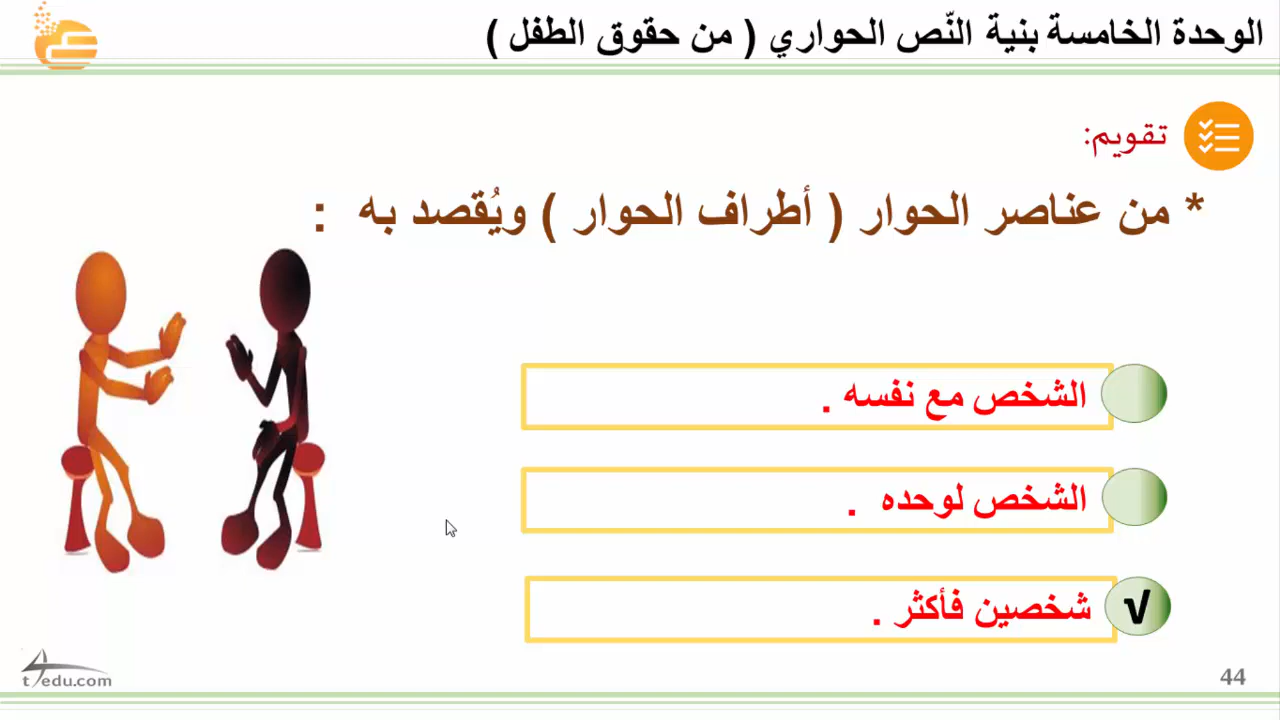 الوحدة الخامسة بنية النّص الحواري ( من حقوق الطفل )
تقويم:
* من عناصر الحوار ( أطراف الحوار ) ويُقصد به :
الشخص مع نفسه .
الشخص لوحده .
√ شخصين فأكثر .
t4edu.com
44